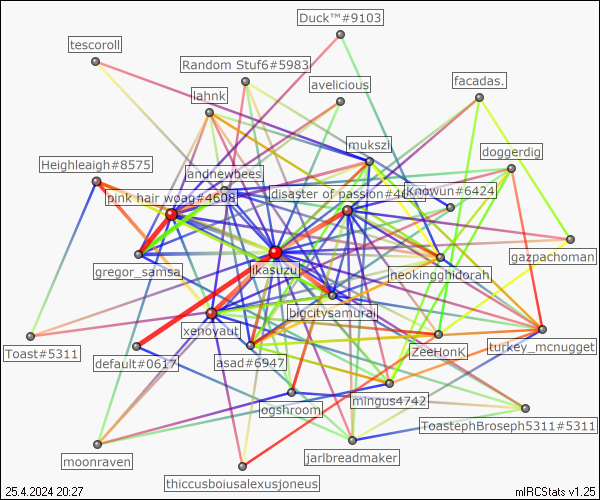 Duck™#9103
tescoroll
Random Stuf6#5983
avelicious
facadas.
lahnk
mukszi
doggerdig
Heighleaigh#8575
andnewbees
pink hair woag#4608
disaster of passion#46
Knowun#6424
gregor_samsa
ikasuzu
neokingghidorah
gazpachoman
bigcitysamurai
xenoyaut
ZeeHonK
turkey_mcnugget
Toast#5311
default#0617
asad#6947
ogshroom
mingus4742
ToastephBroseph5311#5311
moonraven
jarlbreadmaker
thiccusboiusalexusjoneus
25.4.2024 20:27
mIRCStats v1.25